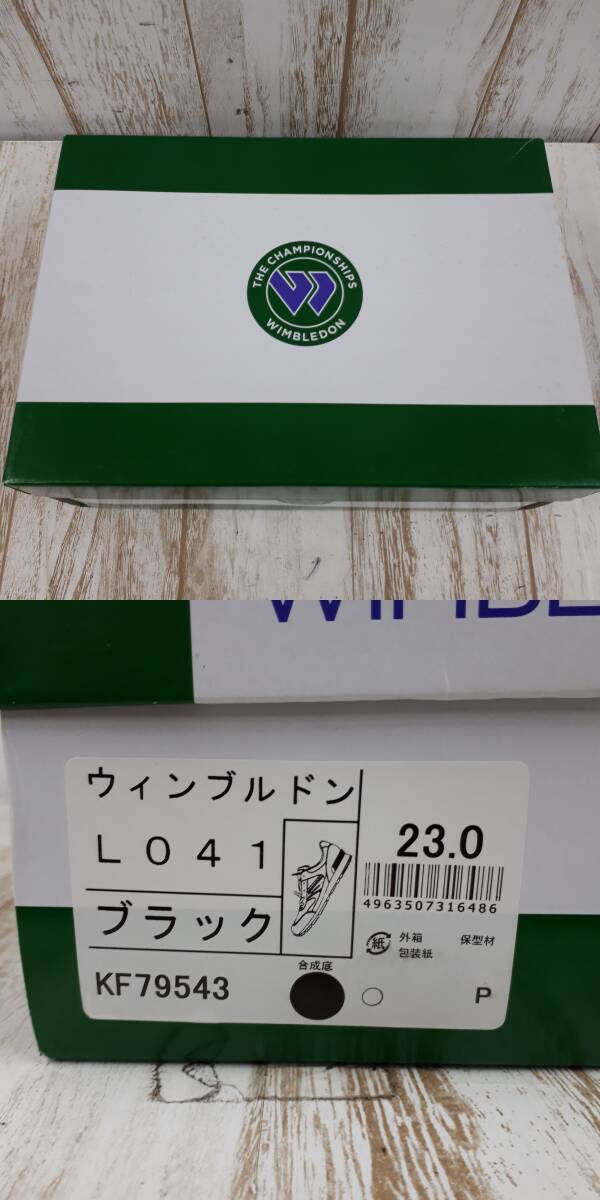 THE CHAMPIONSHIPS
WIMBLEDON
ウィンブルドン
L041
ブラック
KF79543
合成底
23.0
4963507316486
紙
外箱
包装紙
保型材
P